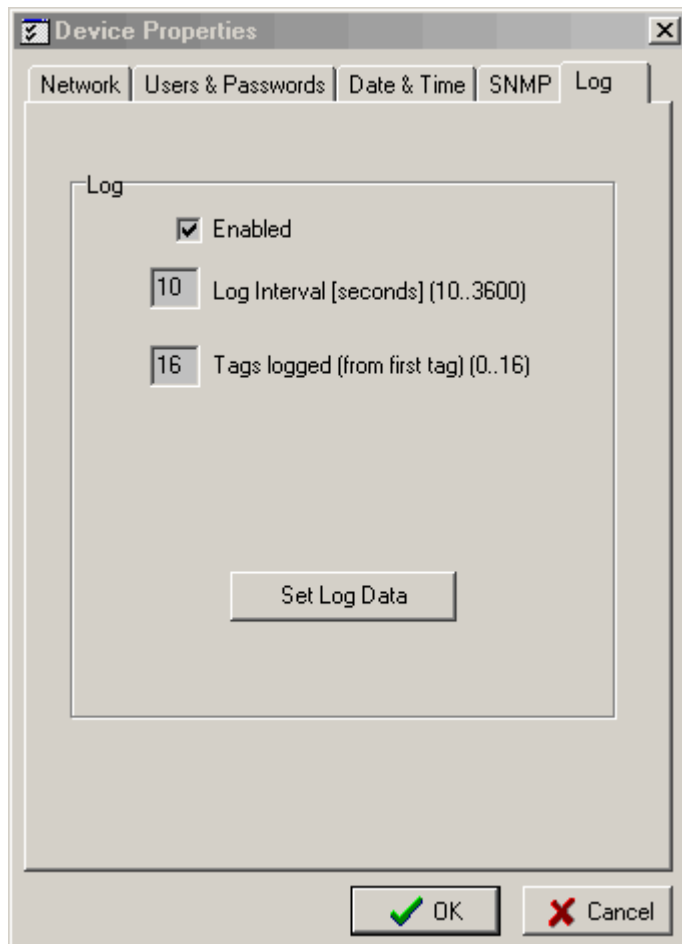 Device Properties
Network Users & Passwords Date & Time SNMP Log
Log
Enabled
10 Log Interval [seconds] (10..3600)
16 Tags logged (from first tag) (0..16)
Set Log Data
OK Cancel